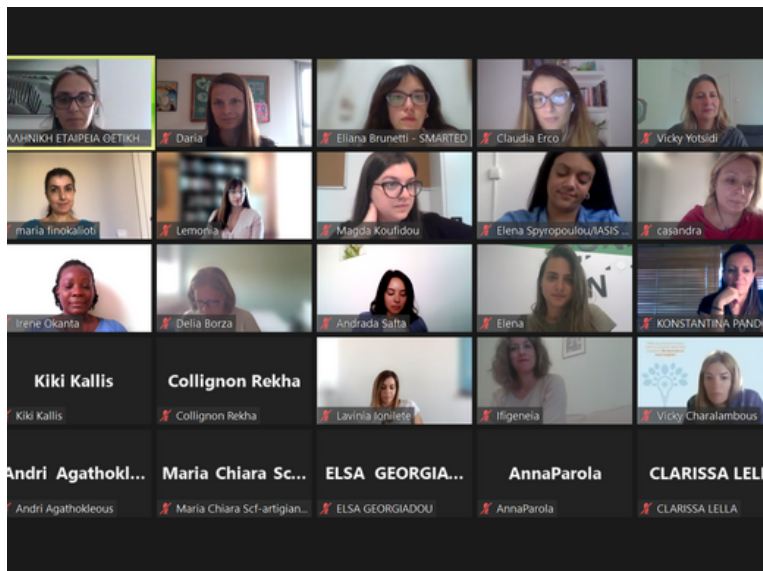 ΛΛΗΝΙΚΗ ΕΤΑΙΡΕΙΑ ΘΕΤΙΚΗ
Daria
Eliana Brunetti - SMARTED
Claudia Erco
Vicky Yotsidi
maria finokalioti
Lemonia
Magda Koufidou
Elena Spyropoulou/IASIS ...
casandra
Irene Okanta
Delia Borza
Andrada Safta
Elena
KONSTANTINA PAND
Kiki Kallis
Collignon Rekha
Kiki Kallis
Collignon Rekha
Lavinia Ionilete
Ifigeneia
Vicky Charalambous
Andri Agathokl...
Maria Chiara Sc...
ELSA GEORGIA...
AnnaParola
CLARISSA LELL
Andri Agathokleous
Maria Chiara Scf-artigian...
ELSA GEORGIADOU
AnnaParola
CLARISSA LELLA